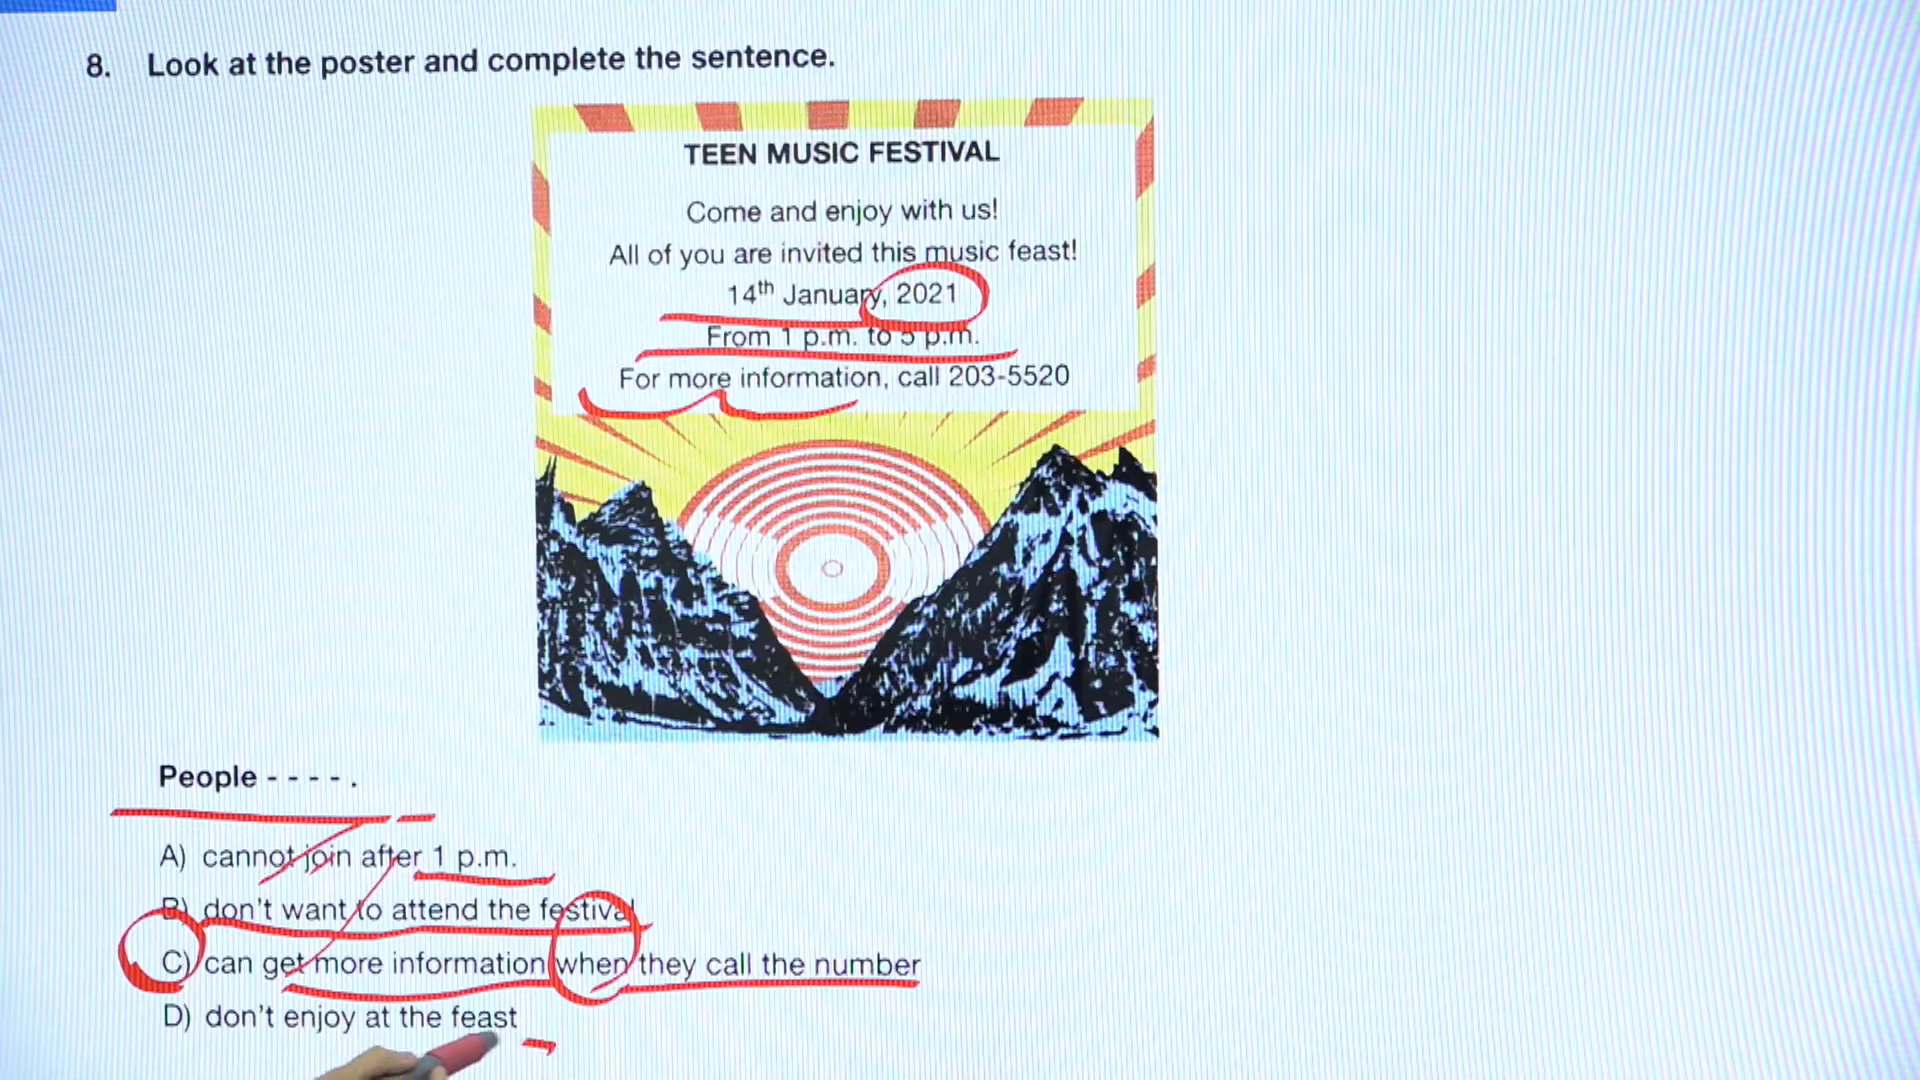 8. Look at the poster and complete the sentence.
TEEN MUSIC FESTIVAL
Come and enjoy with us!
All of you are invited this music feast!
14th January, 2021
From 1 p.m. to 5 p.m.
For more information, call 203-5520
People - - - - .
A) cannot join after 1 p.m.
B) don't want to attend the festival
C) can get more information when they call the number
D) don't enjoy at the feast